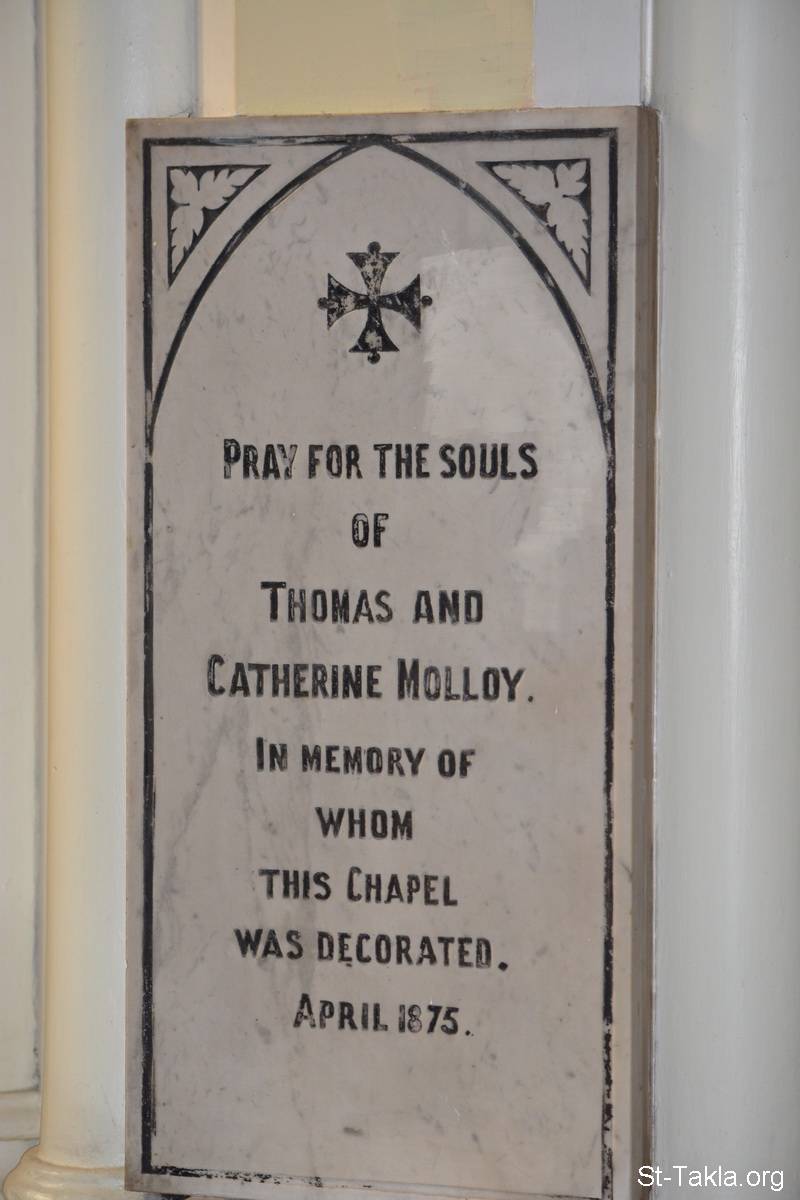 PRAY FOR THE SOULS
OF
THOMAS AND
CATHERINE MOLLOY.
IN MEMORY OF
WHOM
THIS CHAPEL
WAS DECORATED.
APRIL 1875.
St-Takla.org